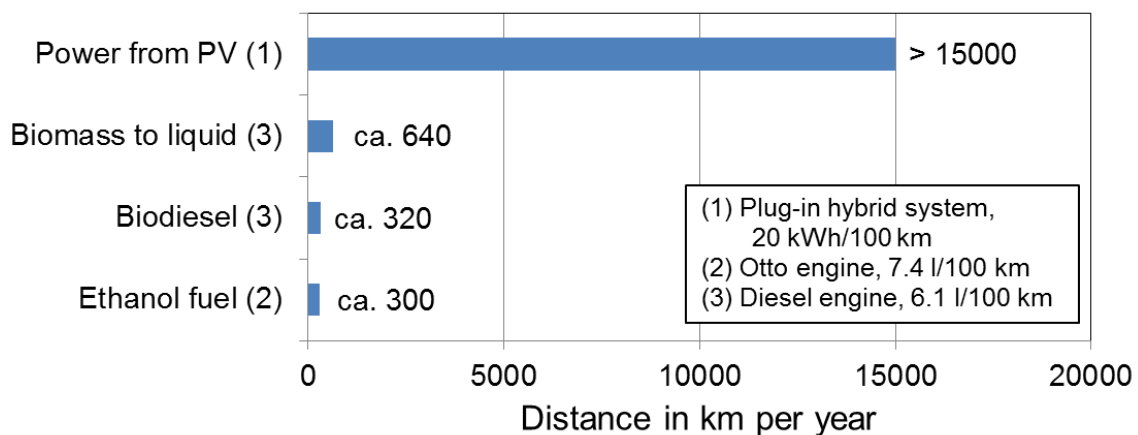 Power from PV (1)
> 15000
Biomass to liquid (3)
ca. 640
Biodiesel (3)
ca. 320
Ethanol fuel (2)
ca. 300
(1) Plug-in hybrid system,
20 kWh/100 km
(2) Otto engine, 7.4 l/100 km
(3) Diesel engine, 6.1 l/100 km
0
5000
10000
15000
20000
Distance in km per year